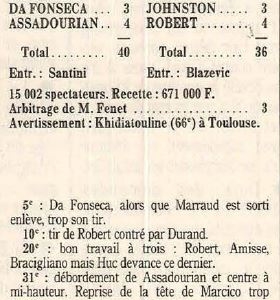 DA FONSECA ... 3 JOHNSTON ... 3
ASSADOURIAN .. 4 ROBERT ....... 4
Total ......... 40 Total ......... 36
Entr. : Santini Entr. : Blazevic
15 002 spectateurs. Recette : 671 000 F.
Arbitrage de M. Fenet .................... 3
Avertissement : Khidiatouline (66e) à Toulouse.
5e : Da Fonseca, alors que Marraud est sorti
enlève, trop son tir.
10e : tir de Robert contré par Durand.
20e : bon travail à trois : Robert, Amisse,
Bracigliano mais Huc devance ce dernier.
31e : débordement de Assadourian et centre à
mi-hauteur. Reprise de la tête de Marcico trop